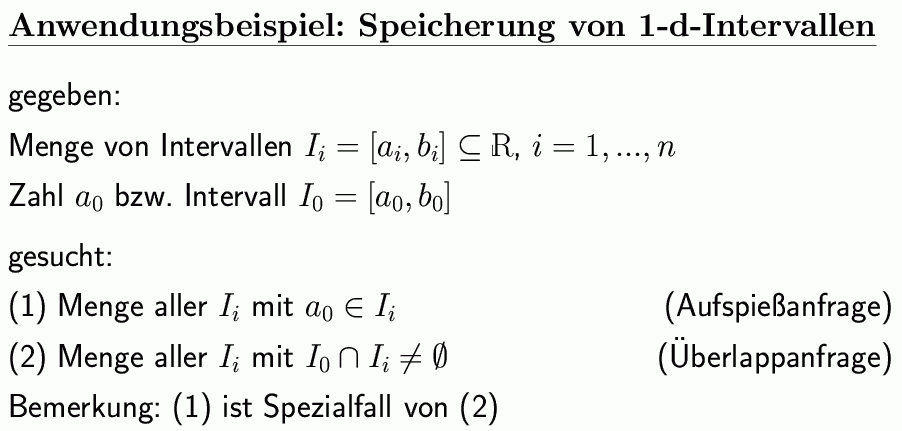 Anwendungsbeispiel: Speicherung von 1-d-Intervallen
gegeben:
Menge von Intervallen $I_i = [a_i, b_i] \subseteq \mathbb{R}$, $i = 1, ..., n$
Zahl $a_0$ bzw. Intervall $I_0 = [a_0, b_0]$
gesucht:
(1) Menge aller $I_i$ mit $a_0 \in I_i$ (Aufspießanfrage)
(2) Menge aller $I_i$ mit $I_0 \cap I_i \neq \emptyset$ (Überlappanfrage)
Bemerkung: (1) ist Spezialfall von (2)